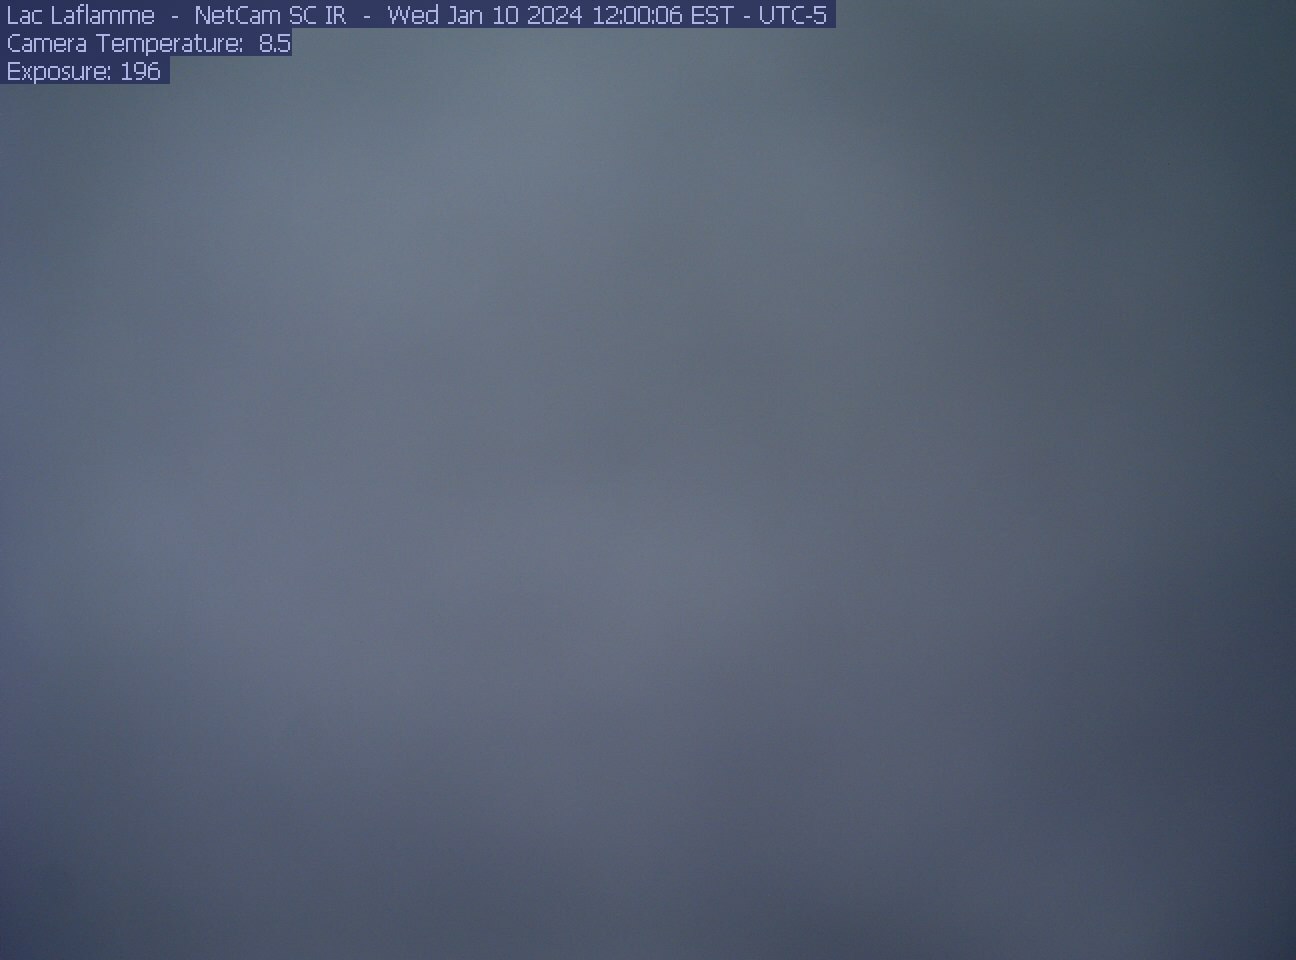 Lac Laflamme - NetCam SC IR - Wed Jan 10 2024 12:00:06 EST - UTC-5
Camera Temperature: 8.5
Exposure: 196